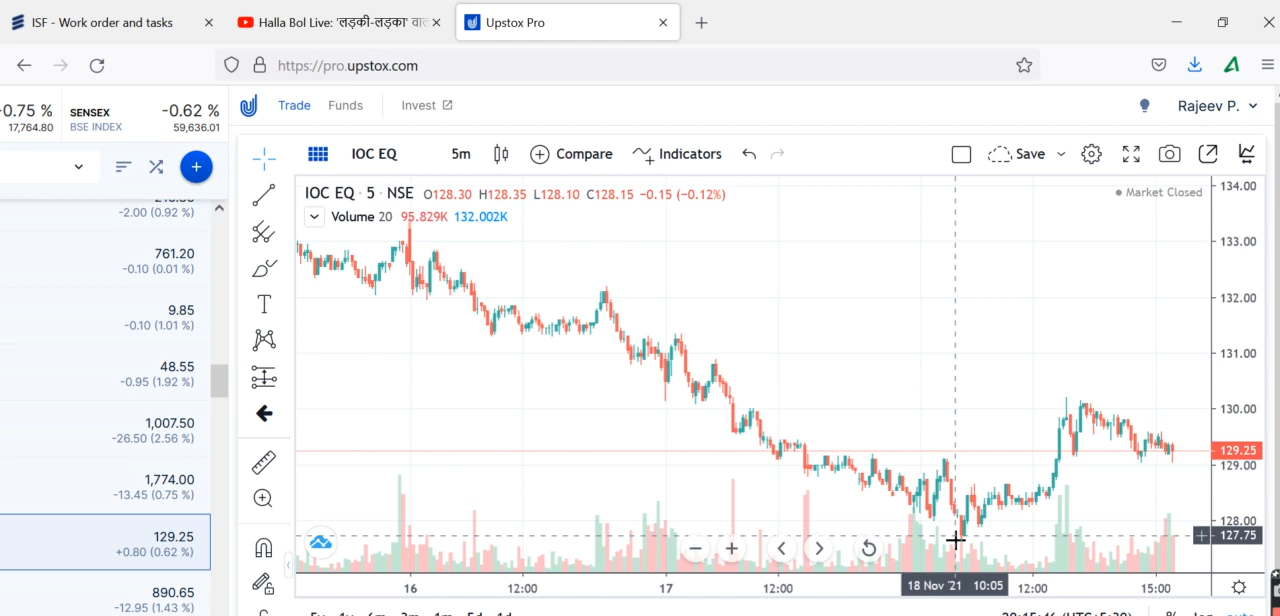 ISF - Work order and tasks
Halla Bol Live: 'लड़की-लड़का'
Upstox Pro
https://pro.upstox.com
-0.75 %
17,764.80
SENSEX
BSE INDEX
-0.62 %
59,636.01
Trade
Funds
Invest
Rajeev P.
IOC EQ
5m
Compare
Indicators
Save
IOC EQ · 5 · NSE O128.30 H128.35 L128.10 C128.15 -0.15 (-0.12%)
Market Closed
Volume 20 95.829K 132.002K
-2.00 (0.92 %)
761.20
-0.10 (0.01 %)
9.85
-0.10 (1.01 %)
48.55
-0.95 (1.92 %)
1,007.50
-26.50 (2.56 %)
1,774.00
-13.45 (0.75 %)
129.25
+0.80 (0.62 %)
890.65
-12.95 (1.43 %)
134.00
133.00
132.00
131.00
130.00
129.25
129.00
128.00
127.75
16
12:00
17
12:00
18 Nov '21 10:05
12:00
15:00